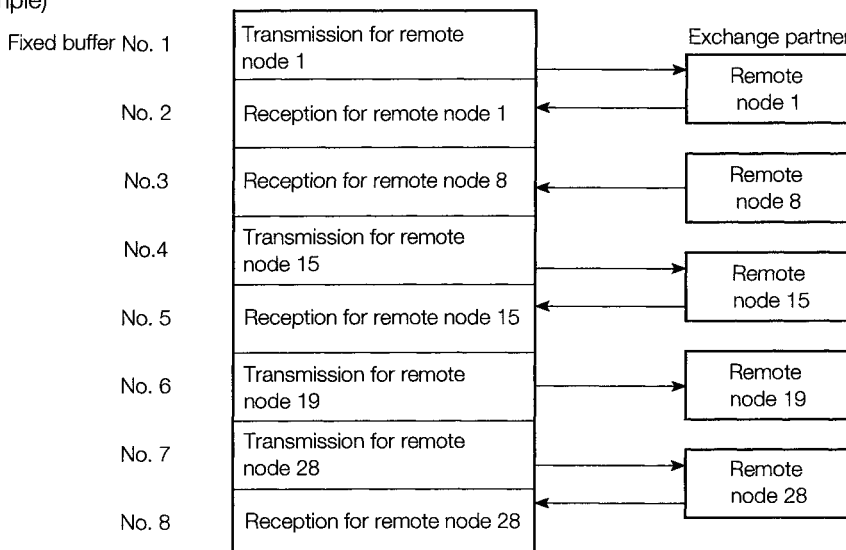 nple)
Fixed buffer No. 1
Transmission for remote
node 1
Exchange partner
Remote
node 1
No. 2
Reception for remote node 1
No.3
Reception for remote node 8
Remote
node 8
No.4
Transmission for remote
node 15
Remote
node 15
No. 5
Reception for remote node 15
No. 6
Transmission for remote
node 19
Remote
node 19
No. 7
Transmission for remote
node 28
Remote
node 28
No. 8
Reception for remote node 28